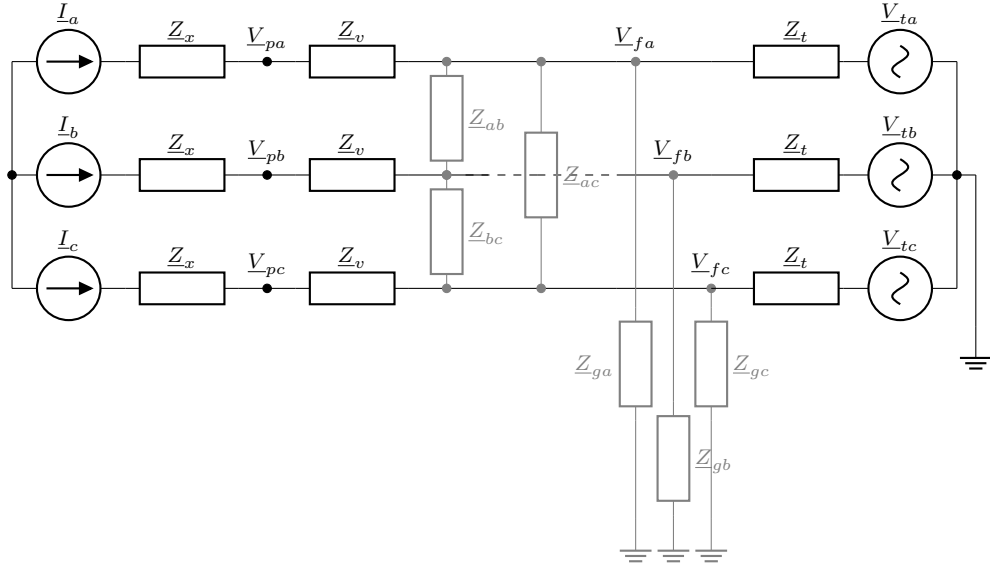 I_a Z_x V_pa Z_v V_fa Z_t V_ta
Z_ab
I_b Z_x V_pb Z_v V_fb Z_t V_tb
Z_ac
Z_bc
I_c Z_x V_pc Z_v V_fc Z_t V_tc
Z_ga Z_gc
Z_gb